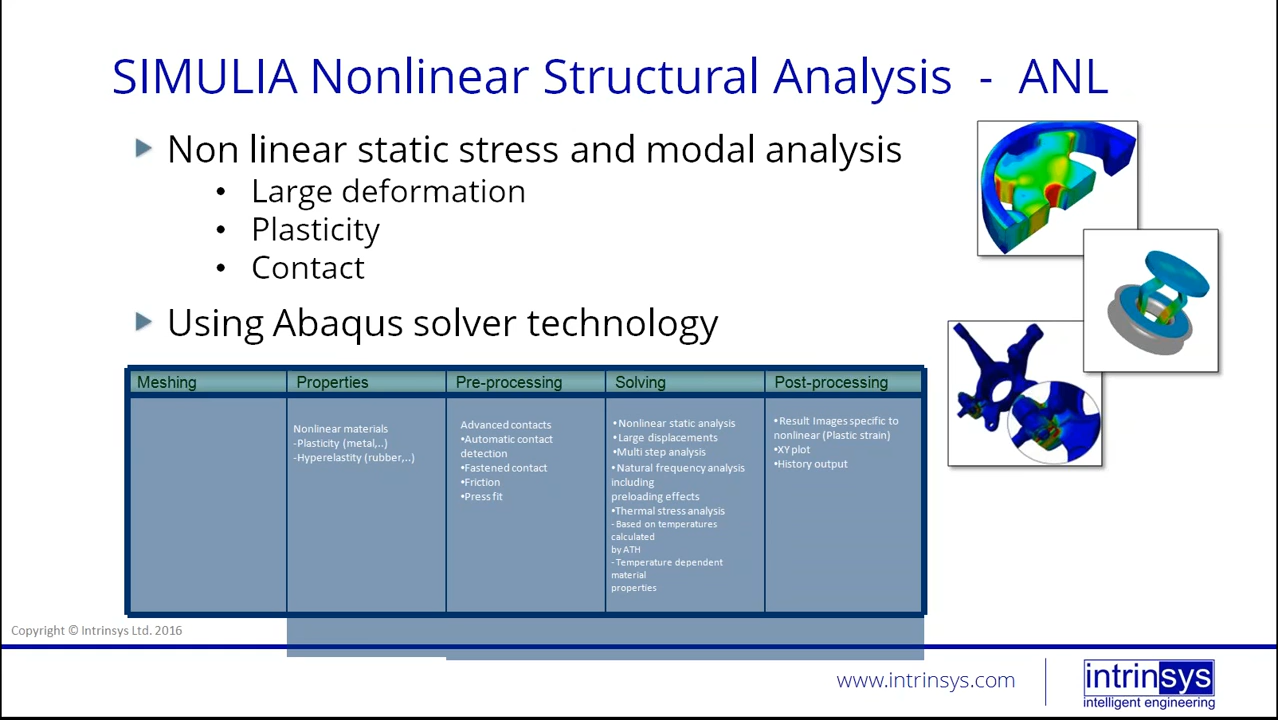 SIMULIA Nonlinear Structural Analysis - ANL
Non linear static stress and modal analysis
• Large deformation
• Plasticity
• Contact
Using Abaqus solver technology
Meshing
Properties
Nonlinear materials
-Plasticity (metal,..)
-Hyperelastity (rubber,..)
Pre-processing
Advanced contacts
•Automatic contact
detection
•Fastened contact
•Friction
•Press fit
Solving
•Nonlinear static analysis
•Large displacements
•Multi step analysis
•Natural frequency analysis
including
preloading effects
•Thermal stress analysis
- Based on temperatures
calculated
by ATH
- Temperature dependent
material
properties
Post-processing
•Result Images specific to
nonlinear (Plastic strain)
•XY plot
•History output
Copyright © Intrinsys Ltd. 2016
www.intrinsys.com
intrinsys
intelligent engineering